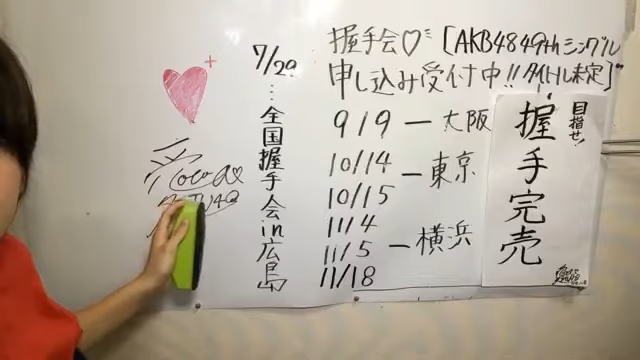 握手会♡ [AKB48 49thシングル
申し込み受付中!! タイトル未定]
7/29…全国握手会in広島
9/9 — 大阪
10/14
10/15 — 東京
11/4
11/5 — 横浜
11/18
目指せ!
握手完売